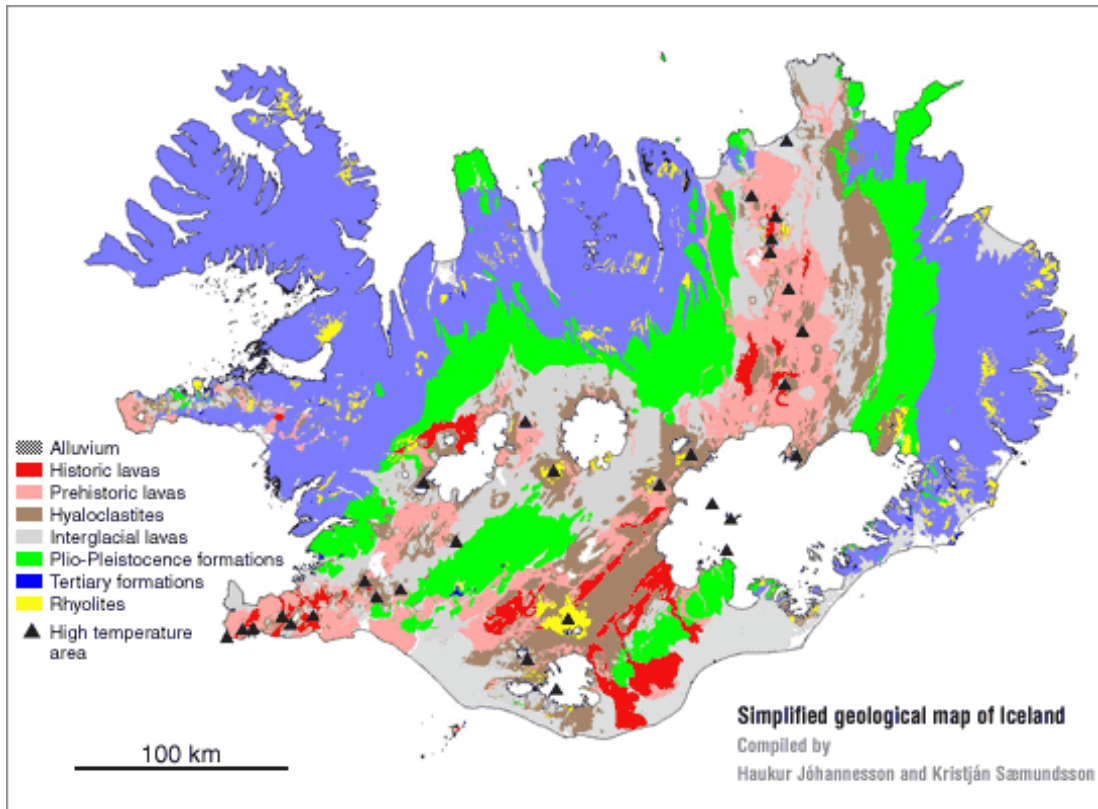 Alluvium
Historic lavas
Prehistoric lavas
Hyaloclastites
Interglacial lavas
Plio-Pleistocence formations
Tertiary formations
Rhyolites
High temperature
area
100 km
Simplified geological map of Iceland
Compiled by
Haukur Jóhannesson and Kristján Sæmundsson